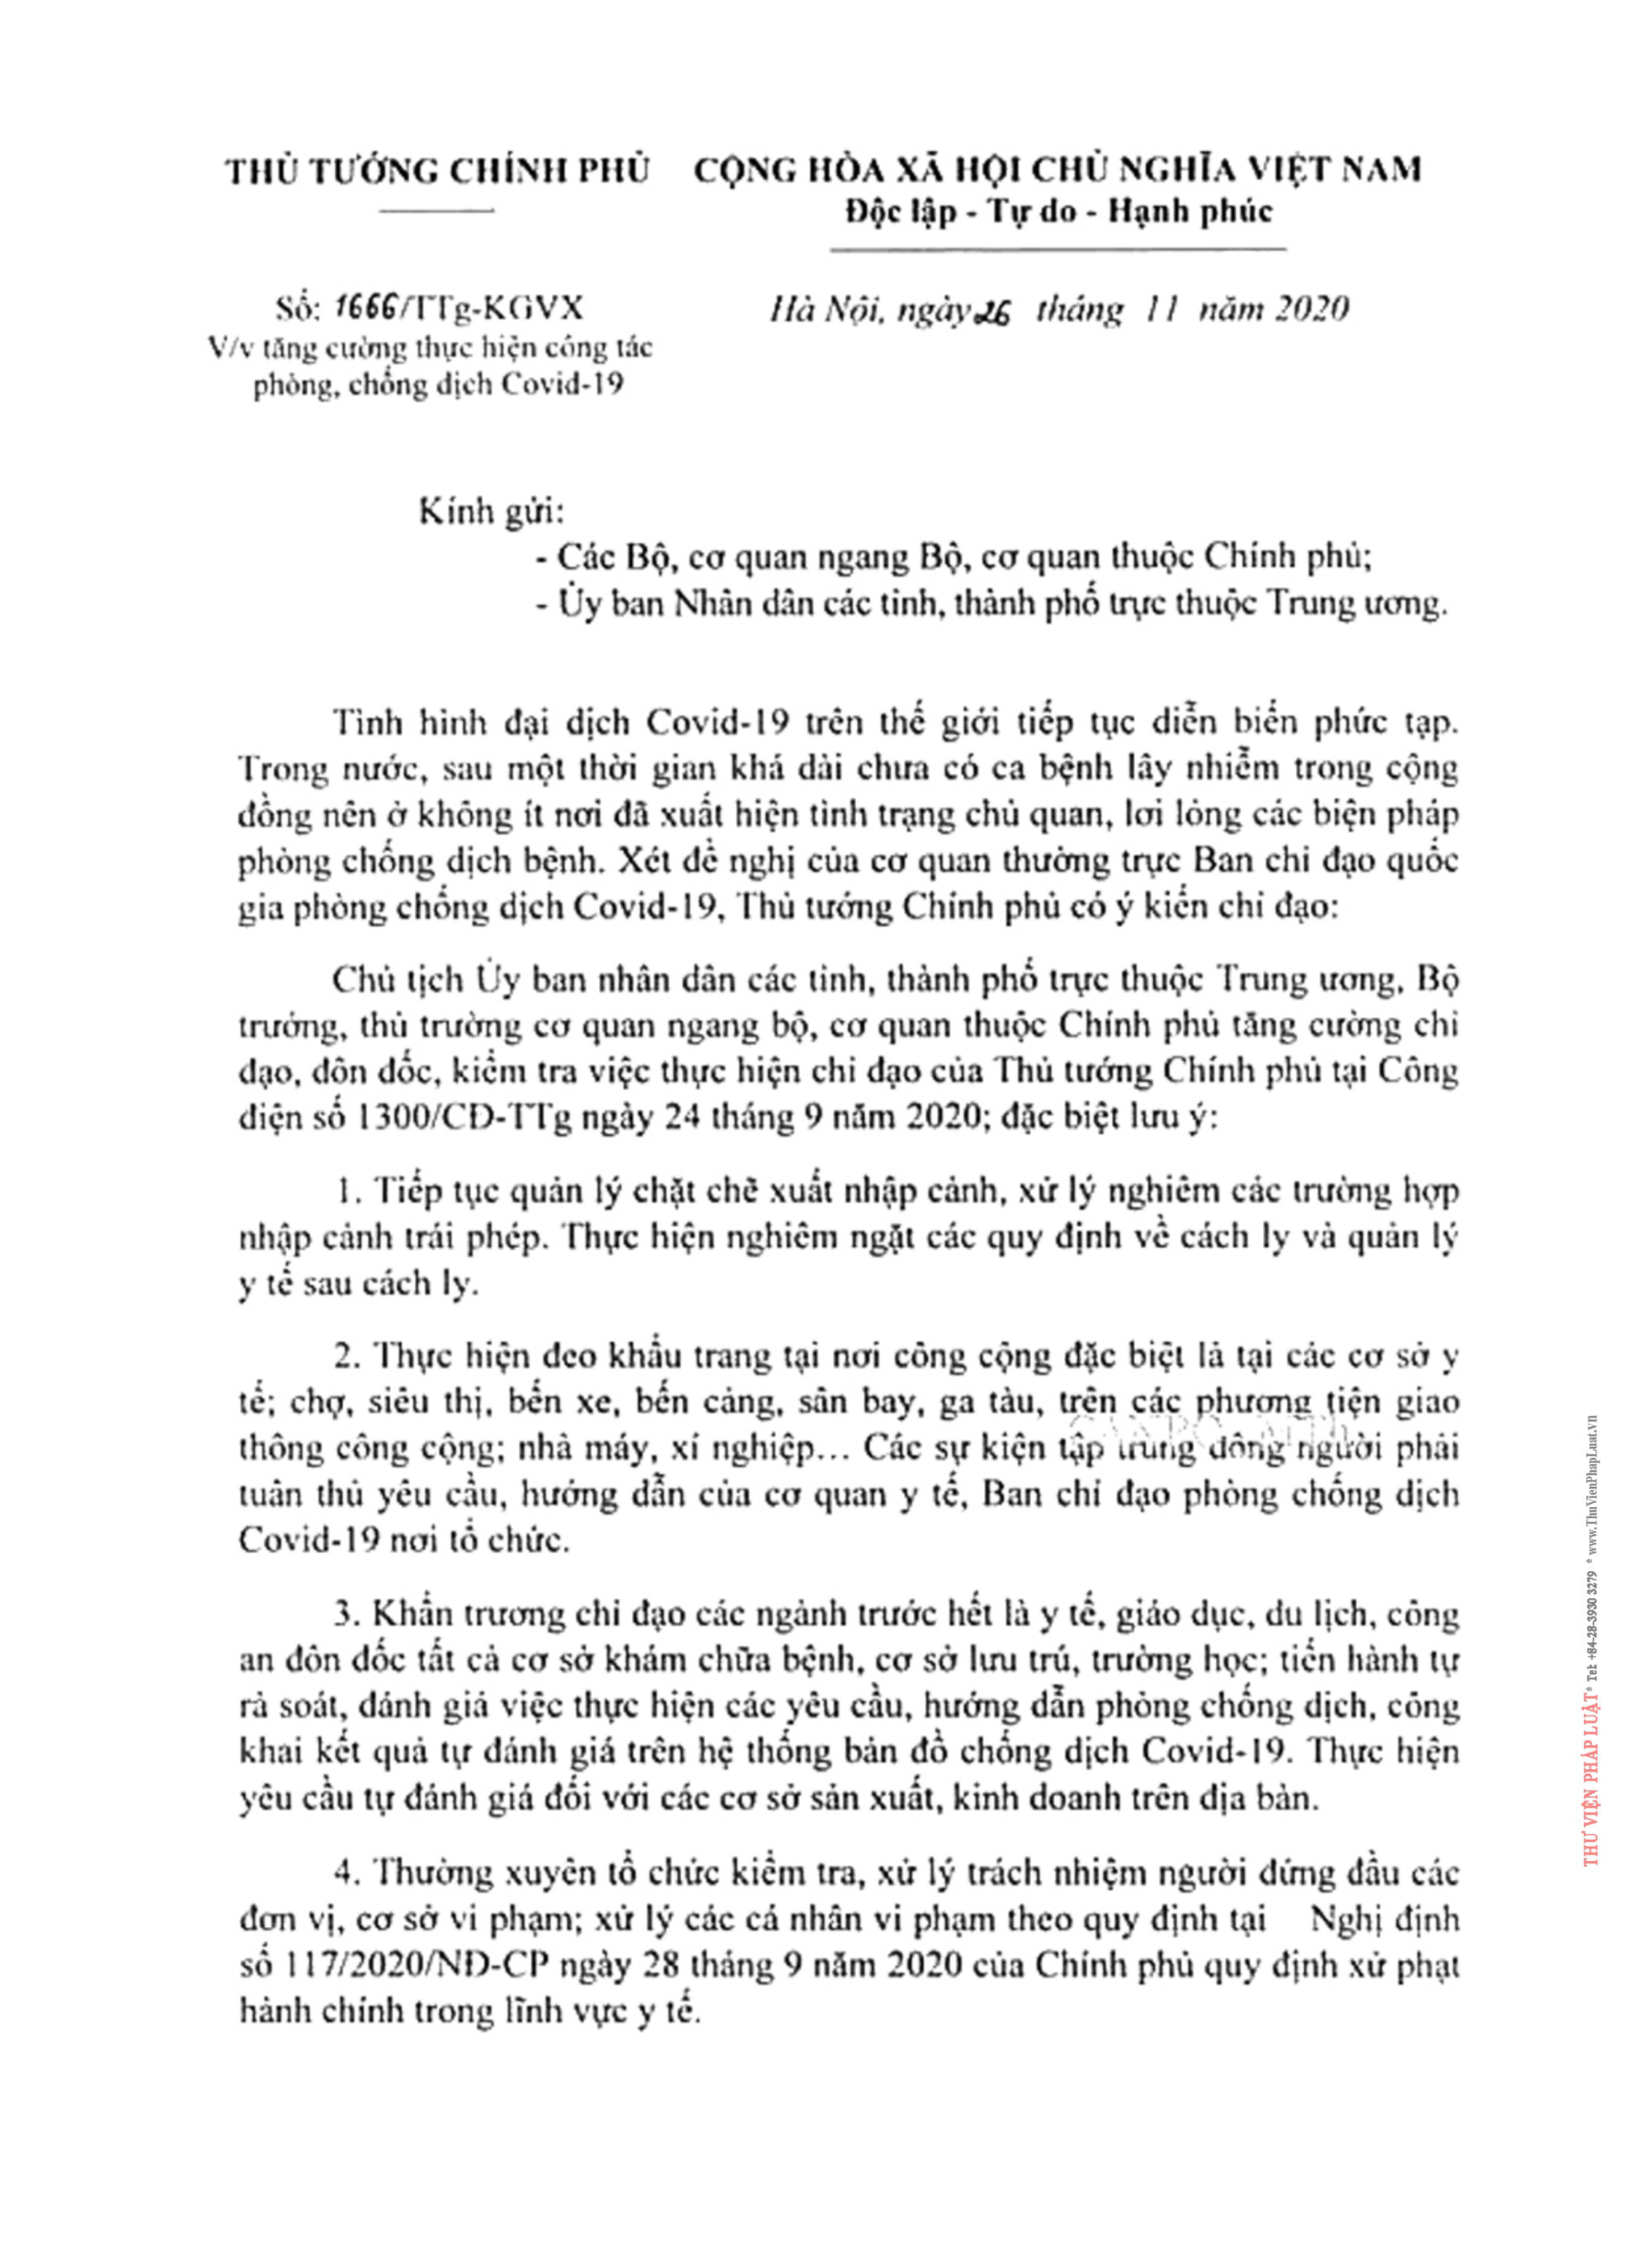 THỦ TƯỚNG CHÍNH PHỦ
CỘNG HÒA XÃ HỘI CHỦ NGHĨA VIỆT NAM
Độc lập - Tự do - Hạnh phúc
Số: 1666/TTg-KGVX
Hà Nội, ngày 26 tháng 11 năm 2020
V/v tăng cường thực hiện công tác
phòng, chống dịch Covid-19
Kính gửi:
- Các Bộ, cơ quan ngang Bộ, cơ quan thuộc Chính phủ;
- Ủy ban Nhân dân các tỉnh, thành phố trực thuộc Trung ương.
Tình hình đại dịch Covid-19 trên thế giới tiếp tục diễn biến phức tạp.
Trong nước, sau một thời gian khá dài chưa có ca bệnh lây nhiễm trong cộng
đồng nên ở không ít nơi đã xuất hiện tình trạng chủ quan, lơi lỏng các biện pháp
phòng chống dịch bệnh. Xét đề nghị của cơ quan thường trực Ban chỉ đạo quốc
gia phòng chống dịch Covid-19, Thủ tướng Chính phủ có ý kiến chỉ đạo:
Chủ tịch Ủy ban nhân dân các tỉnh, thành phố trực thuộc Trung ương, Bộ
trưởng, thủ trưởng cơ quan ngang bộ, cơ quan thuộc Chính phủ tăng cường chỉ
đạo, đôn đốc, kiểm tra việc thực hiện chỉ đạo của Thủ tướng Chính phủ tại Công
điện số 1300/CĐ-TTg ngày 24 tháng 9 năm 2020; đặc biệt lưu ý:
1. Tiếp tục quản lý chặt chẽ xuất nhập cảnh, xử lý nghiêm các trường hợp
nhập cảnh trái phép. Thực hiện nghiêm ngặt các quy định về cách ly và quản lý
y tế sau cách ly.
2. Thực hiện đeo khẩu trang tại nơi công cộng đặc biệt là tại các cơ sở y
tế; chợ, siêu thị, bến xe, bến cảng, sân bay, ga tàu, trên các phương tiện giao
thông công cộng; nhà máy, xí nghiệp... Các sự kiện tập trung đông người phải
tuân thủ yêu cầu, hướng dẫn của cơ quan y tế, Ban chỉ đạo phòng chống dịch
Covid-19 nơi tổ chức.
3. Khẩn trương chỉ đạo các ngành trước hết là y tế, giáo dục, du lịch, công
an đôn đốc tất cả cơ sở khám chữa bệnh, cơ sở lưu trú, trường học; tiến hành tự
rà soát, đánh giá việc thực hiện các yêu cầu, hướng dẫn phòng chống dịch, công
khai kết quả tự đánh giá trên hệ thống bản đồ chống dịch Covid-19. Thực hiện
yêu cầu tự đánh giá đối với các cơ sở sản xuất, kinh doanh trên địa bàn.
4. Thường xuyên tổ chức kiểm tra, xử lý trách nhiệm người đứng đầu các
đơn vị, cơ sở vi phạm; xử lý các cá nhân vi phạm theo quy định tại Nghị định
số 117/2020/NĐ-CP ngày 28 tháng 9 năm 2020 của Chính phủ quy định xử phạt
hành chính trong lĩnh vực y tế.
THƯ VIỆN PHÁP LUẬT * Tel: +84-28-3930 3279 * www.ThuVienPhapLuat.vn